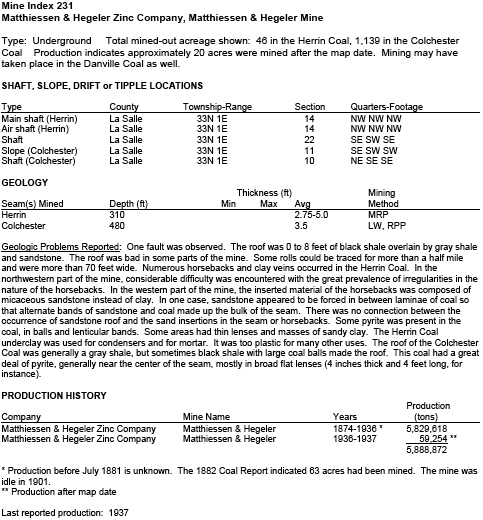 Mine Index 231
Matthiessen & Hegeler Zinc Company, Matthiessen & Hegeler Mine
Type: Underground Total mined-out acreage shown: 46 in the Herrin Coal, 1,139 in the Colchester
Coal Production indicates approximately 20 acres were mined after the map date. Mining may have
taken place in the Danville Coal as well.
SHAFT, SLOPE, DRIFT or TIPPLE LOCATIONS
Type County Township-Range Section Quarters-Footage
Main shaft (Herrin) La Salle 33N 1E 14 NW NW NW
Air shaft (Herrin) La Salle 33N 1E 14 NW NW NW
Shaft La Salle 33N 1E 22 SE SW SE
Slope (Colchester) La Salle 33N 1E 11 SE SW SW
Shaft (Colchester) La Salle 33N 1E 10 NE SE SE
GEOLOGY
Thickness (ft) Mining
Seam(s) Mined Depth (ft) Min Max Avg Method
Herrin 310 2.75-5.0 MRP
Colchester 480 3.5 LW, RPP
Geologic Problems Reported: One fault was observed. The roof was 0 to 8 feet of black shale overlain by gray shale
and sandstone. The roof was bad in some parts of the mine. Some rolls could be traced for more than a half mile
and were more than 70 feet wide. Numerous horsebacks and clay veins occurred in the Herrin Coal. In the
northwestern part of the mine, considerable difficulty was encountered with the great prevalence of irregularities in the
nature of the horsebacks. In the western part of the mine, the inserted material of the horsebacks was composed of
micaceous sandstone instead of clay. In one case, sandstone appeared to be forced in between laminae of coal so
that alternate bands of sandstone and coal made up the bulk of the seam. There was no connection between the
occurrence of sandstone roof and the sand insertions in the seam or horsebacks. Some pyrite was present in the
coal, in balls and lenticular bands. Some areas had thin lenses and masses of sandy clay. The Herrin Coal
underclay was used for condensers and for mortar. It was too plastic for many other uses. The roof of the Colchester
Coal was generally a gray shale, but sometimes black shale with large coal balls made the roof. This coal had a great
deal of pyrite, generally near the center of the seam, mostly in broad flat lenses (4 inches thick and 4 feet long, for
instance).
PRODUCTION HISTORY
Production
Company Mine Name Years (tons)
Matthiessen & Hegeler Zinc Company Matthiessen & Hegeler 1874-1936 * 5,829,618
Matthiessen & Hegeler Zinc Company Matthiessen & Hegeler 1936-1937 59,254 **
5,888,872
* Production before July 1881 is unknown. The 1882 Coal Report indicated 63 acres had been mined. The mine was
idle in 1901.
** Production after map date
Last reported production: 1937